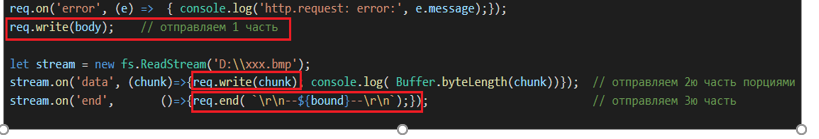 req.on('error', (e) => { console.log('http.request: error:', e.message);});
req.write(body); // отправляем 1 часть
let stream = new fs.ReadStream('D:\\xxx.bmp');
stream.on('data', (chunk)=>{req.write(chunk) console.log( Buffer.byteLength(chunk))}); // отправляем 2ю часть порциями
stream.on('end', ()=>{req.end( `\r\n--${bound}--\r\n`);}); // отправляем 3ю часть